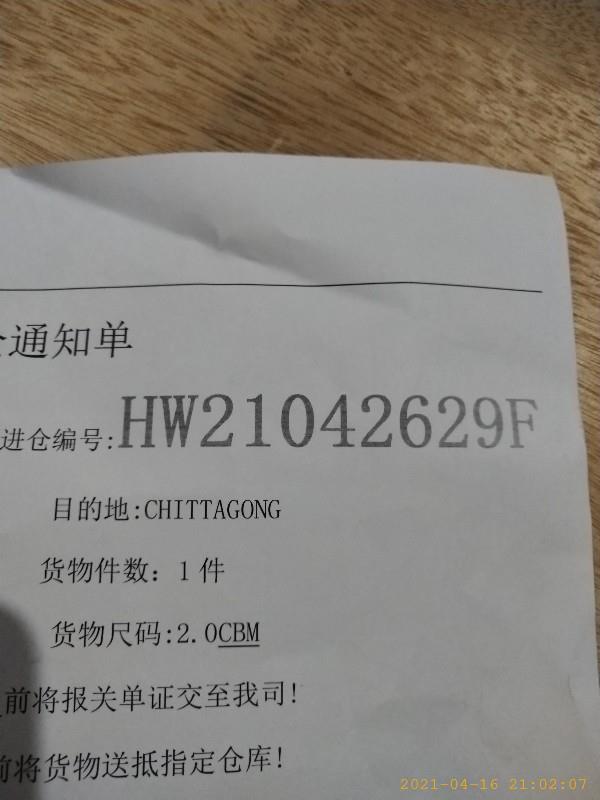 通知单
进仓编号:HW21042629F
目的地:CHITTAGONG
货物件数: 1 件
货物尺码:2.0CBM
前将报关单证交至我司!
前将货物送抵指定仓库!
2021-04-16 21:02:07